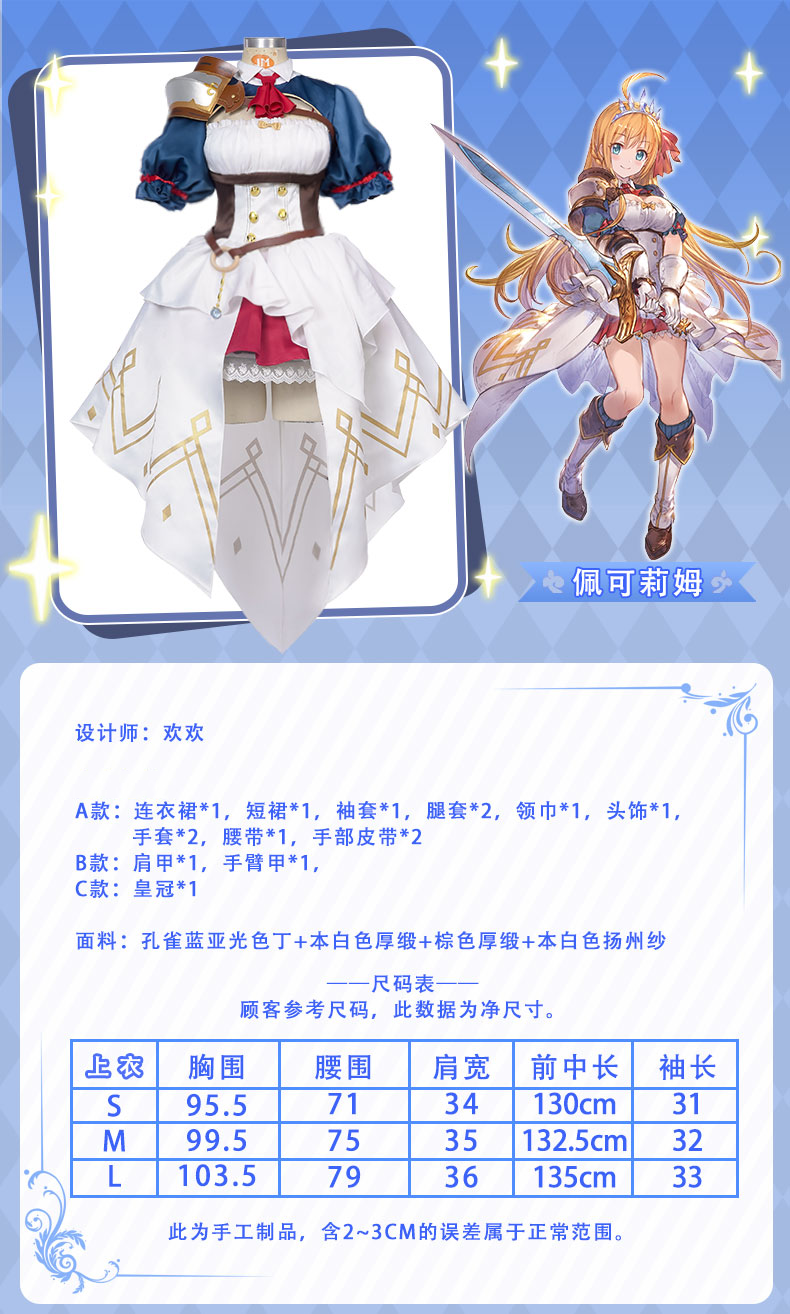 1M
佩可莉姆
设计师：欢欢
A款：连衣裙*1，短裙*1，袖套*1，腿套*2，领巾*1，头饰*1，
手套*2，腰带*1，手部皮带*2
B款：肩甲*1，手臂甲*1，
C款：皇冠*1
面料：孔雀蓝亚光色丁+本白色厚缎+棕色厚缎+本白色扬州纱
——尺码表——
顾客参考尺码，此数据为净尺寸。
上衣 胸围 腰围 肩宽 前中长 袖长
S 95.5 71 34 130cm 31
M 99.5 75 35 132.5cm 32
L 103.5 79 36 135cm 33
此为手工制品，含2~3CM的误差属于正常范围。